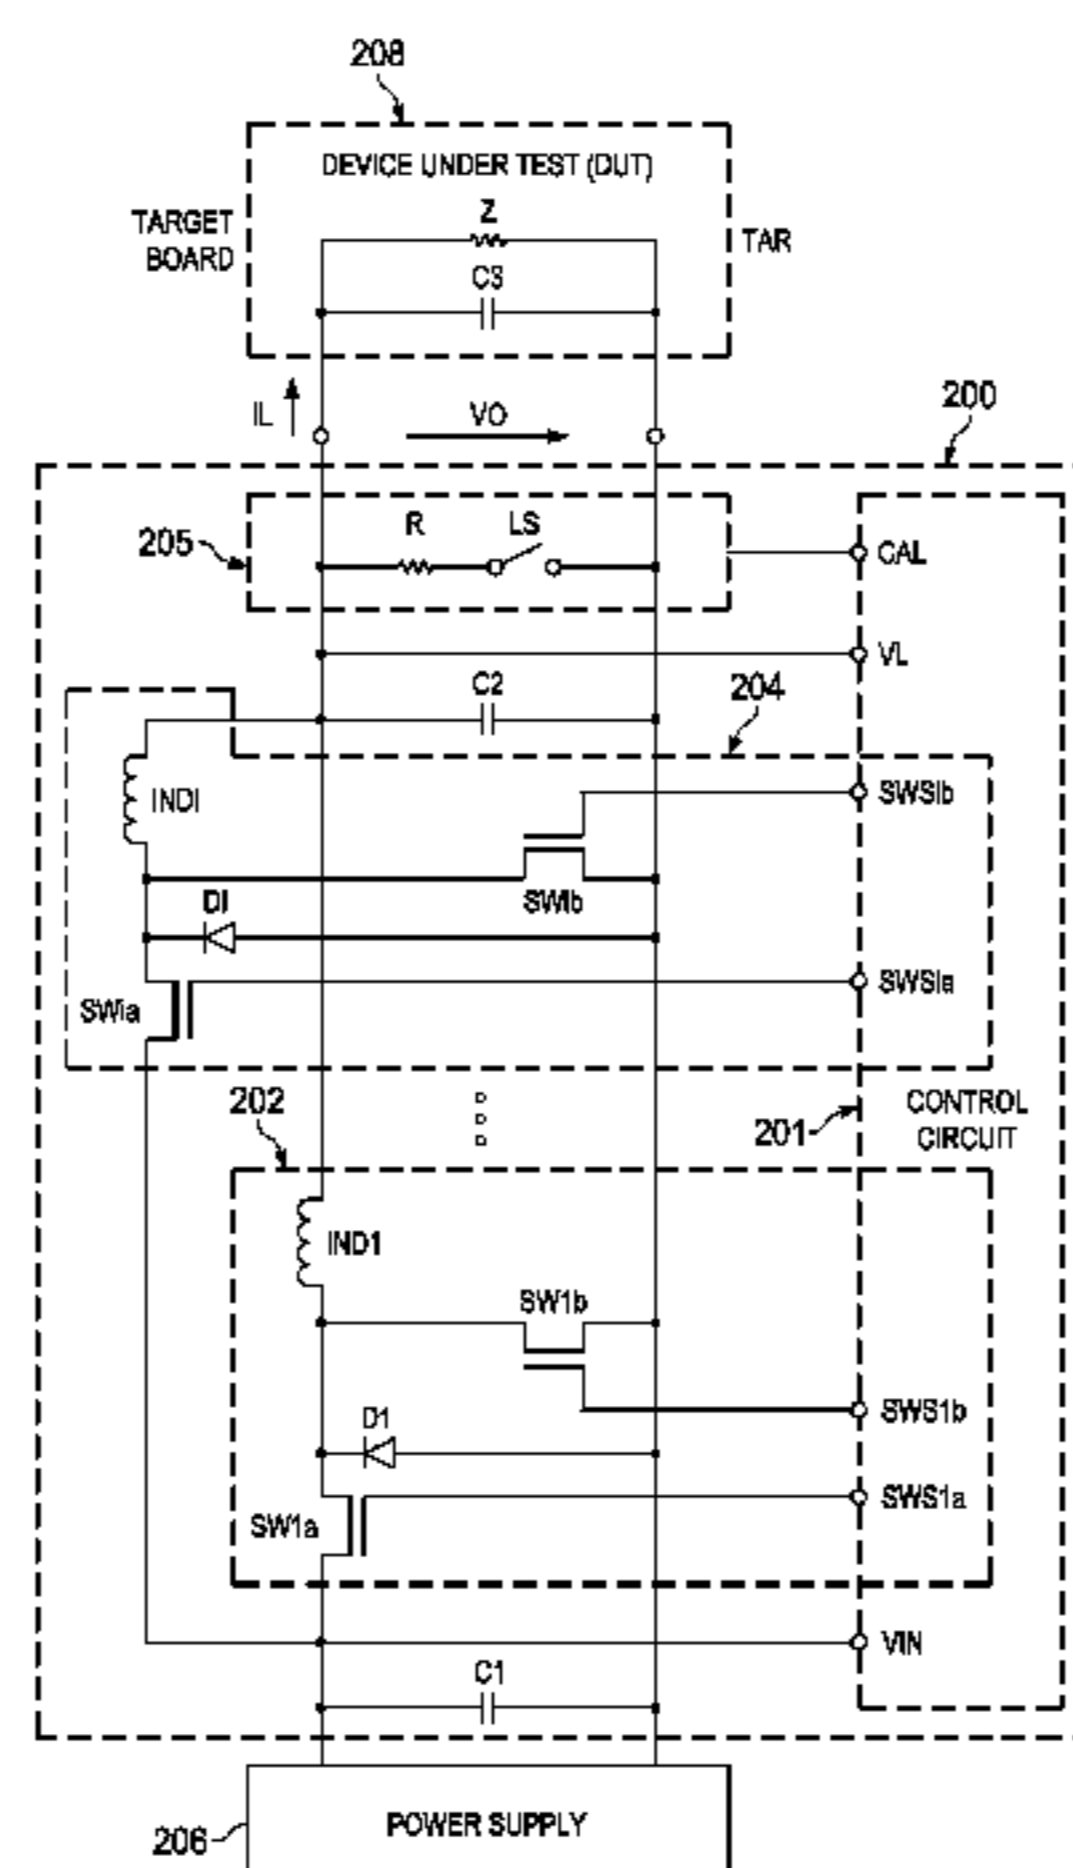 208
DEVICE UNDER TEST (DUT)
TARGET
BOARD
Z
TAR
C3
IL
VO
200
205
R
LS
CAL
VL
C2
204
INDI
SWSIb
SWIb
DI
SWIa
SWSIa
202
201
CONTROL
CIRCUIT
IND1
SW1b
SWS1b
D1
SW1a
SWS1a
VIN
C1
206
POWER SUPPLY